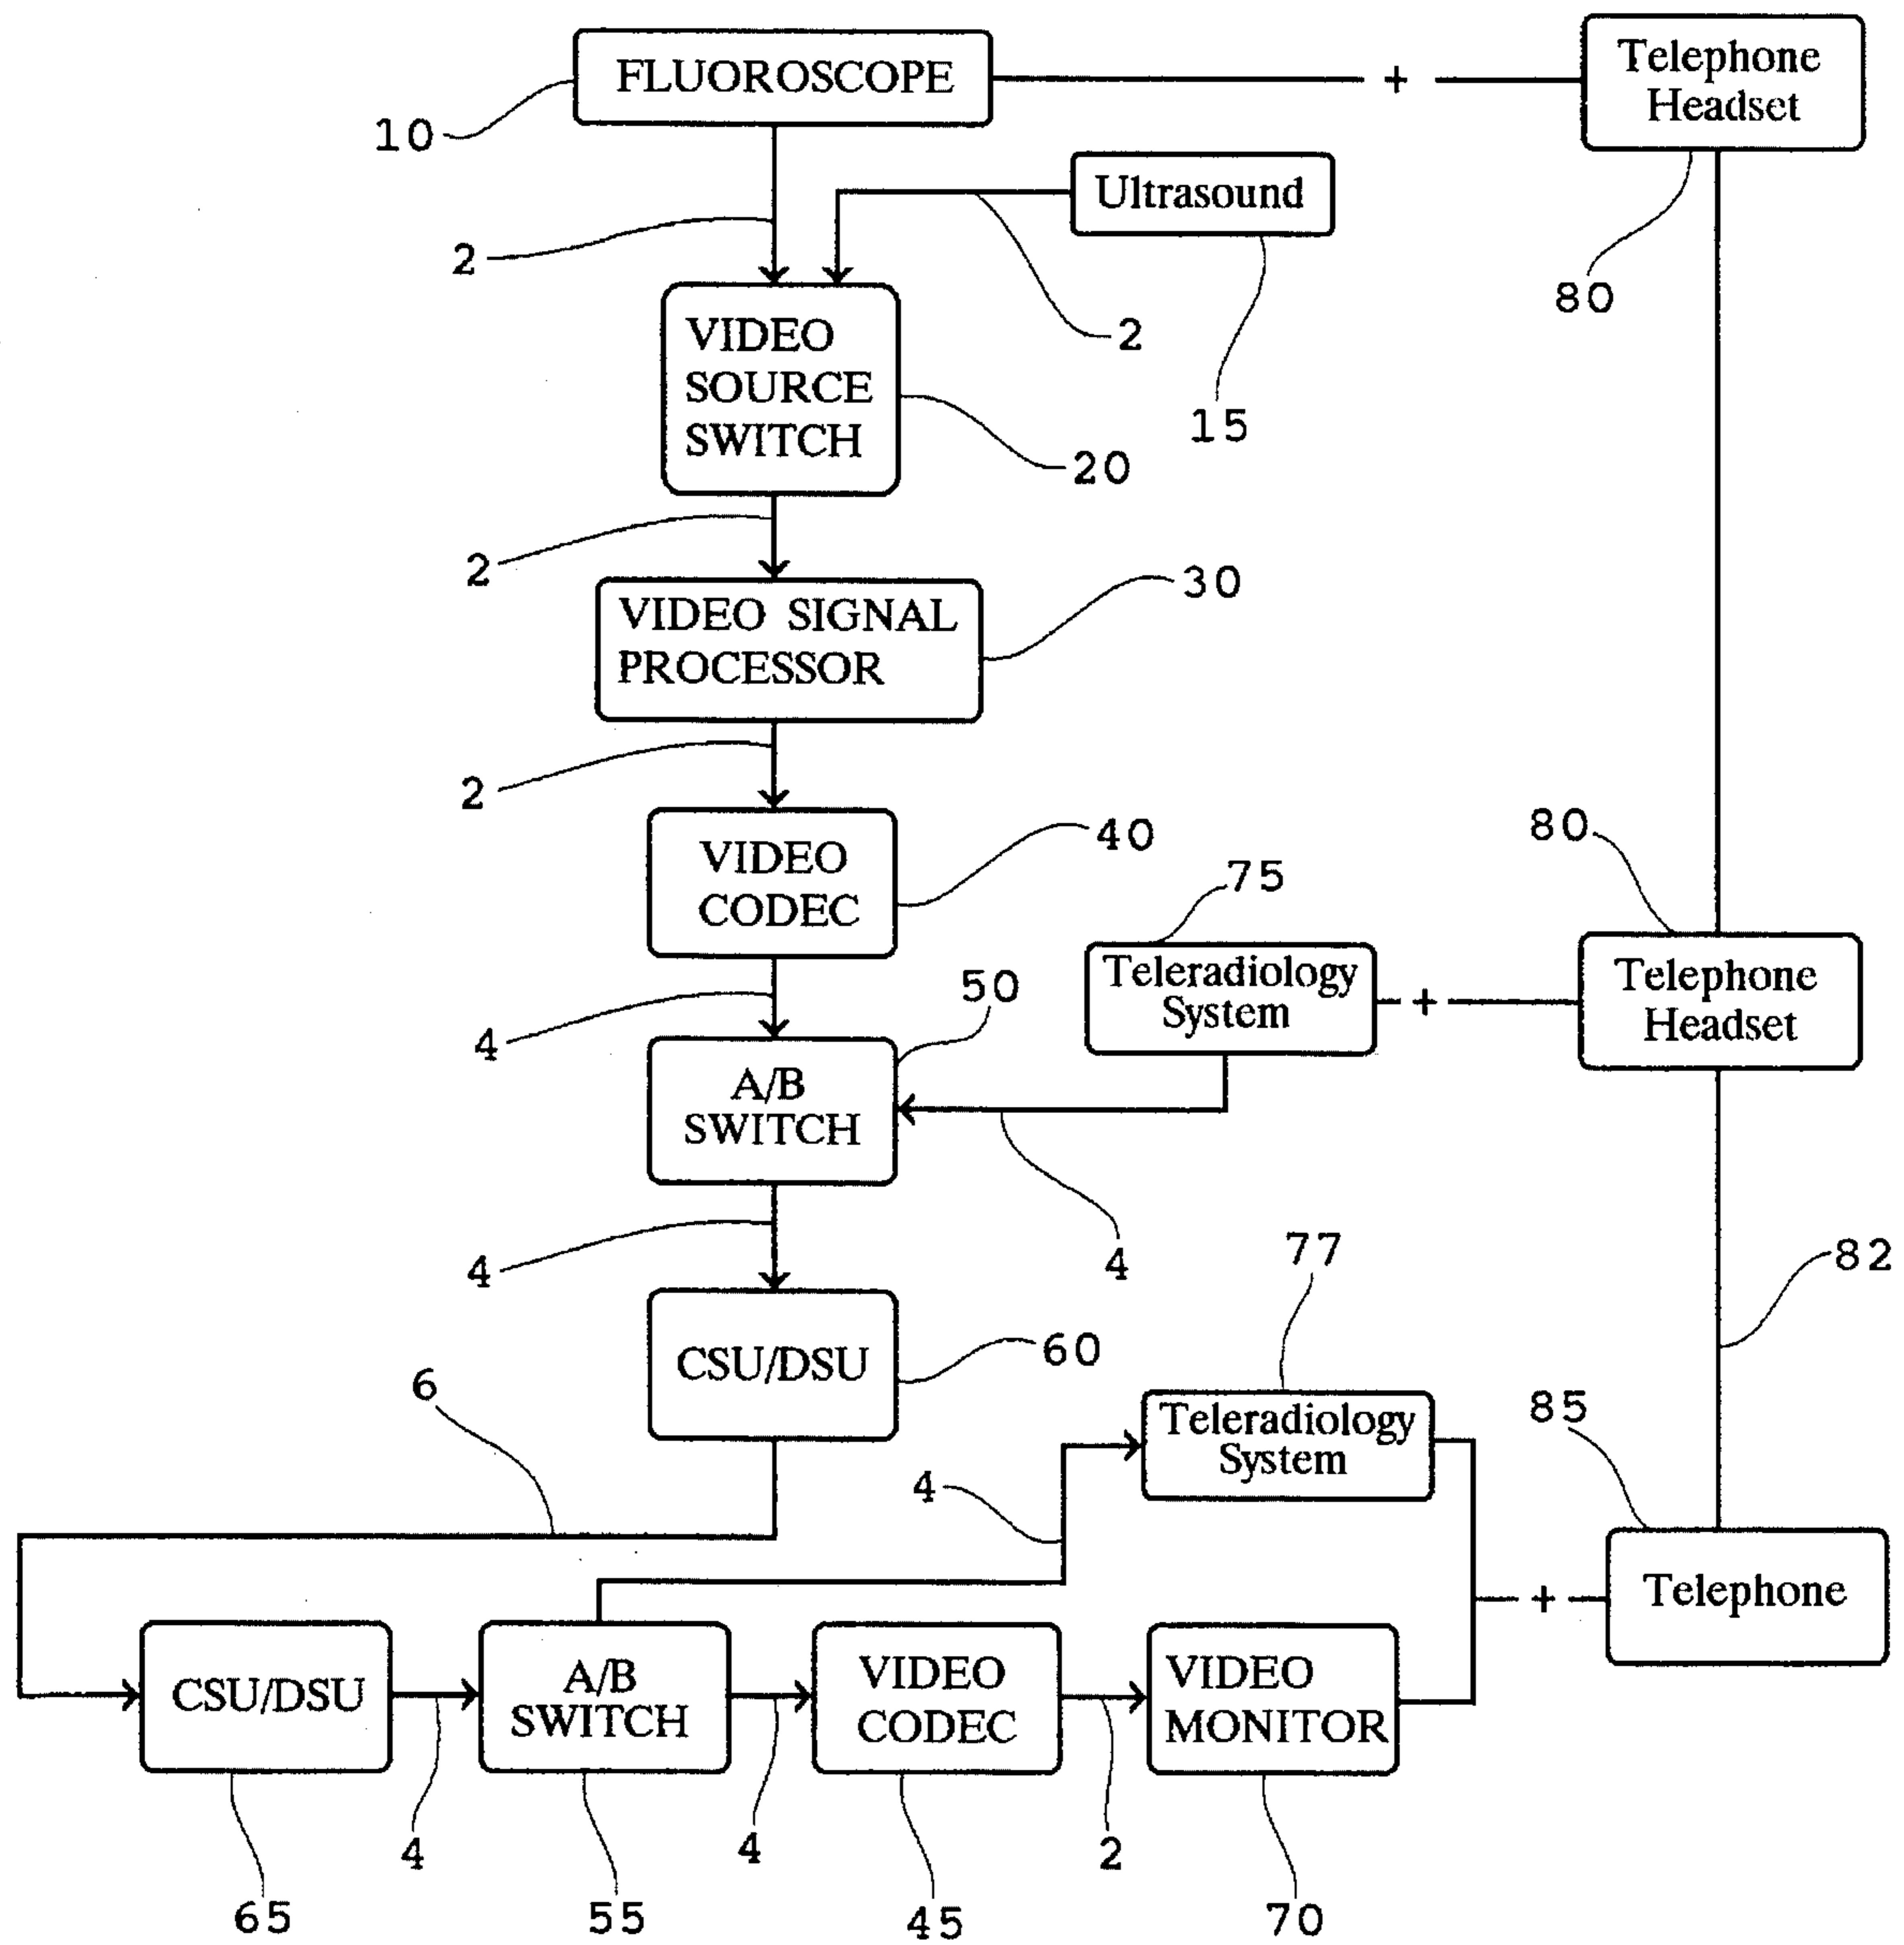 FLUOROSCOPE
+
Telephone
Headset
10
Ultrasound
2
80
2
VIDEO
SOURCE
SWITCH
15
20
2
30
VIDEO SIGNAL
PROCESSOR
2
40
VIDEO
CODEC
80
75
Teleradiology
System
+
Telephone
Headset
50
4
A/B
SWITCH
4
4
77
82
CSU/DSU
60
6
85
Teleradiology
System
4
+
Telephone
CSU/DSU
A/B
SWITCH
VIDEO
CODEC
VIDEO
MONITOR
4
4
2
65
55
45
70